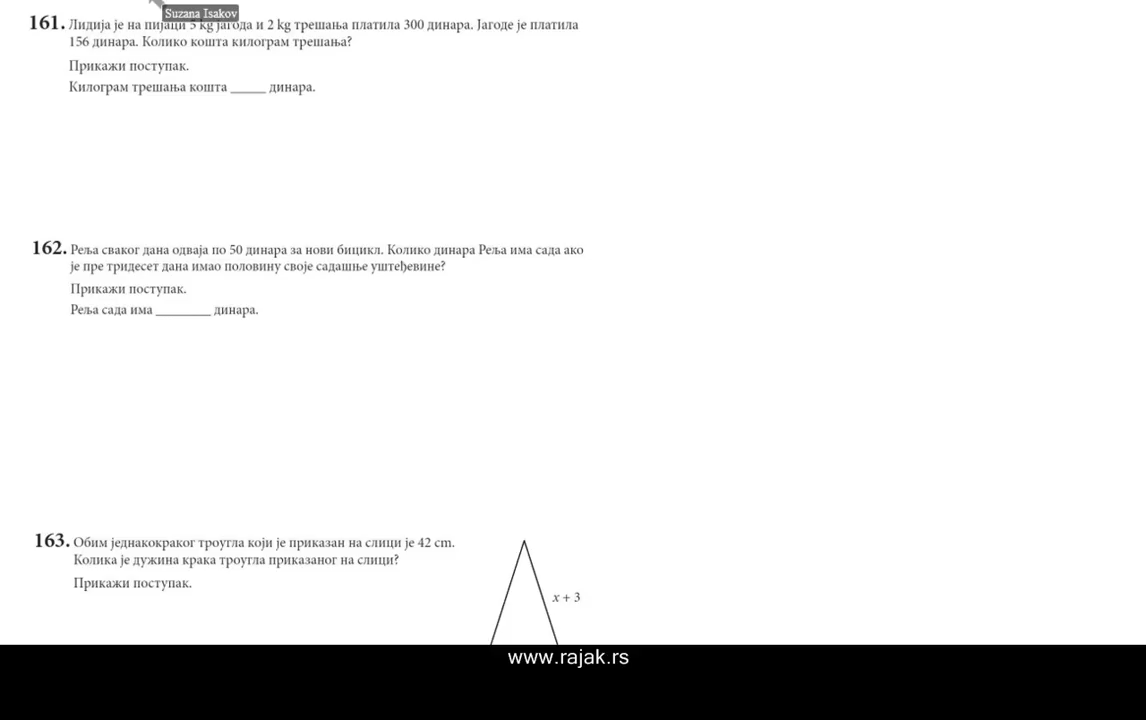 Suzana Isakov
161. Лидија је на пијаци 5 kg јагода и 2 kg трешања платила 300 динара. Јагоде је платила
156 динара. Колико кошта килограм трешања?
Прикажи поступак.
Килограм трешања кошта _____ динара.
162. Реља сваког дана одваја по 50 динара за нови бицикл. Колико динара Реља има сада ако
је пре тридесет дана имао половину своје садашње уштеђевине?
Прикажи поступак.
Реља сада има ________ динара.
163. Обим једнакокраког троугла који је приказан на слици је 42 cm.
Колика је дужина крака троугла приказаног на слици?
Прикажи поступак.
x + 3
www.rajak.rs